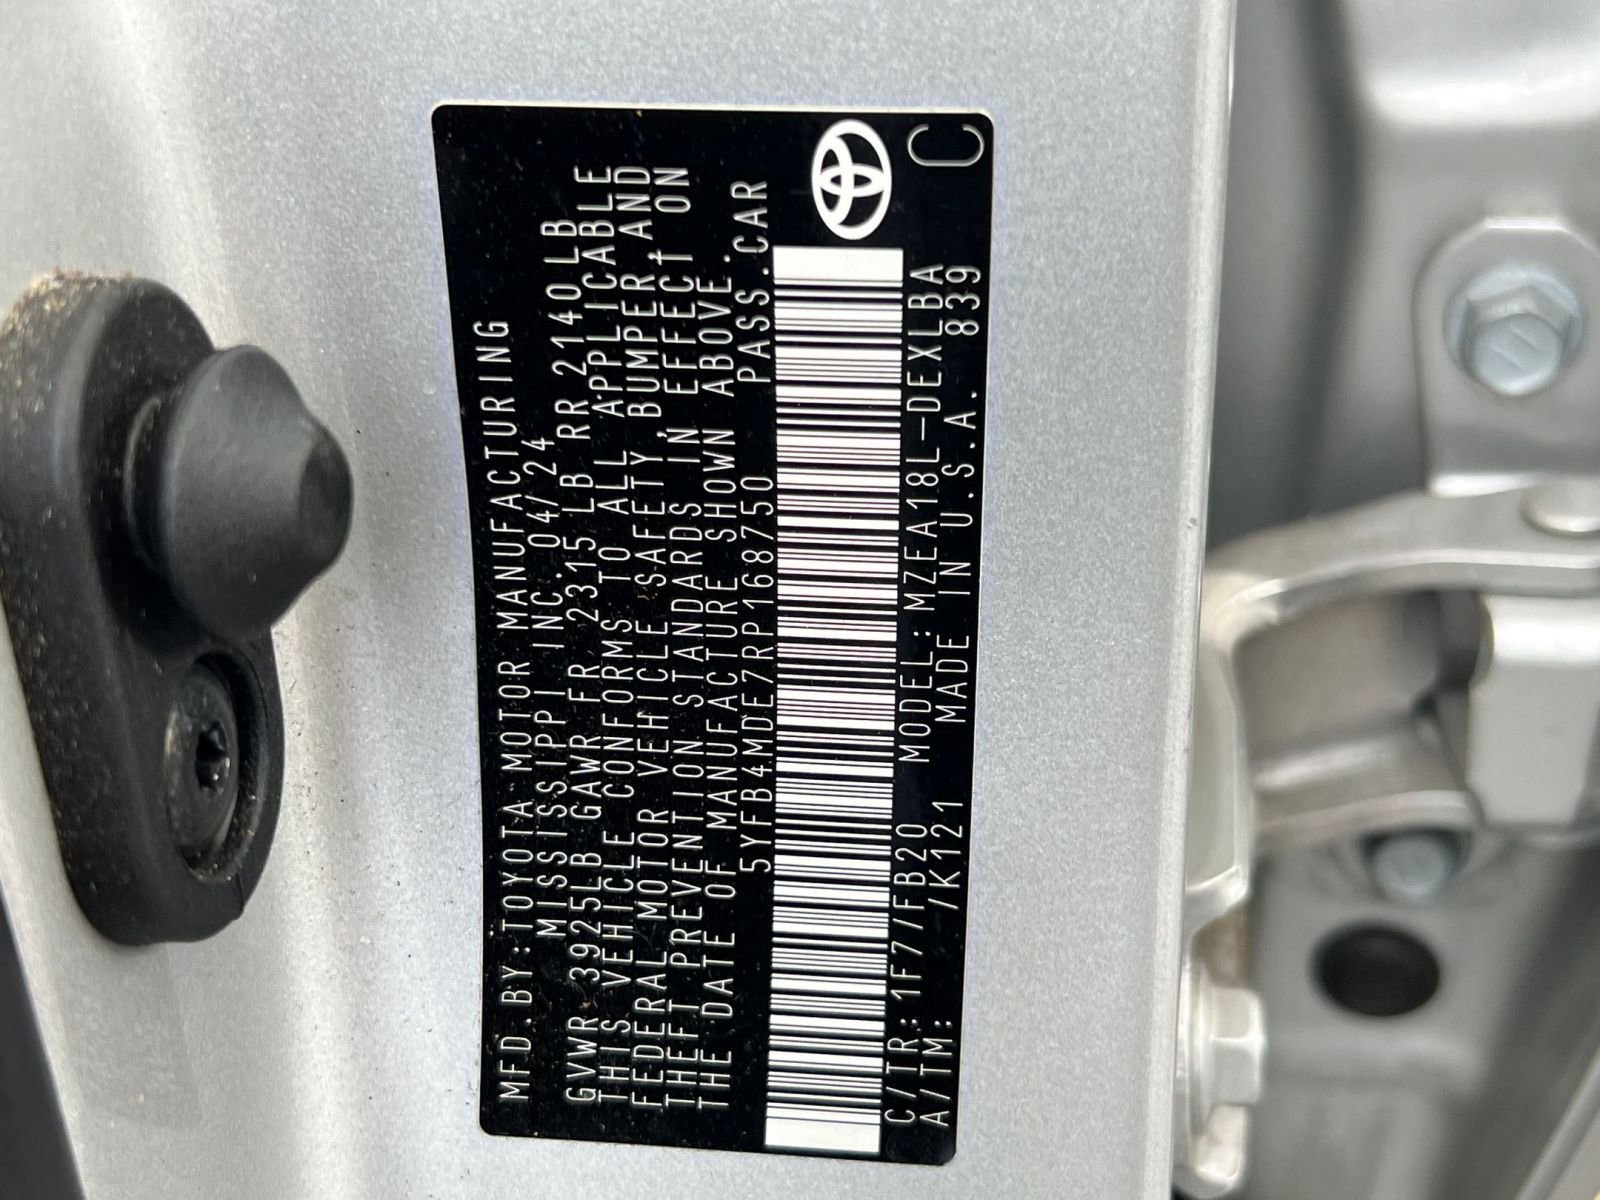 MFD.BY:TOYOTA MOTOR MANUFACTURING
MISSISSIPPI INC. 04/24
GVWR 3925LB GAWR FR 2315LB RR 2140LB
THIS VEHICLE CONFORMS TO ALL APPLICABLE
FEDERAL MOTOR VEHICLE SAFETY, BUMPER, AND
THEFT PREVENTION STANDARDS IN EFFECT ON
THE DATE OF MANUFACTURE SHOWN ABOVE.
5YFB4MDE7RP168750 PASS.CAR
C/TR:1F77/FB20 MODEL:MZEA18L-DEXLBA
A/TM: /K121 MADE IN U.S.A. 839
C